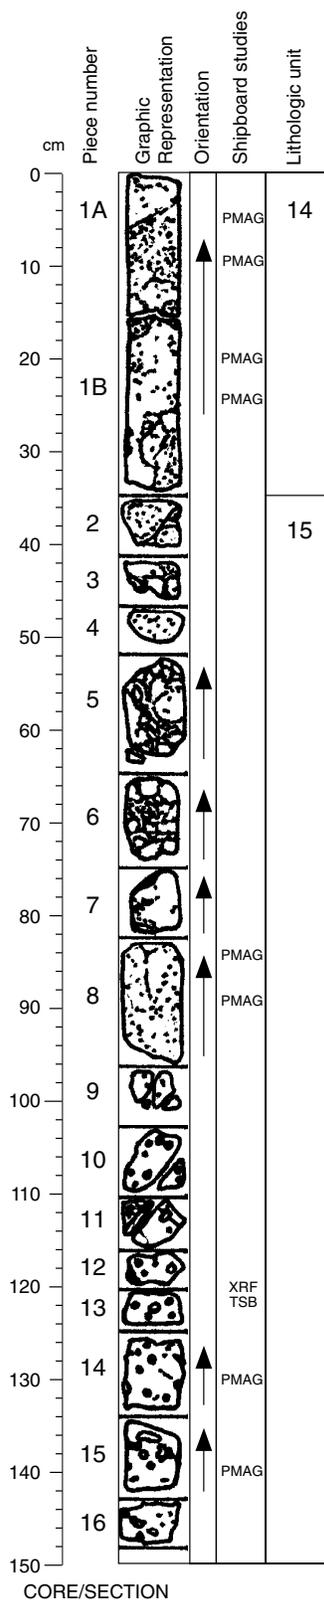 cm
Piece number
Graphic
Representation
Orientation
Shipboard studies
Lithologic unit
0
1A
PMAG
14
10
PMAG
20
PMAG
1B
PMAG
30
2
15
40
3
4
50
5
60
6
70
7
80
PMAG
8
90
PMAG
9
100
10
110
11
12
120
XRF
13
TSB
14
130
PMAG
15
140
PMAG
16
150
CORE/SECTION